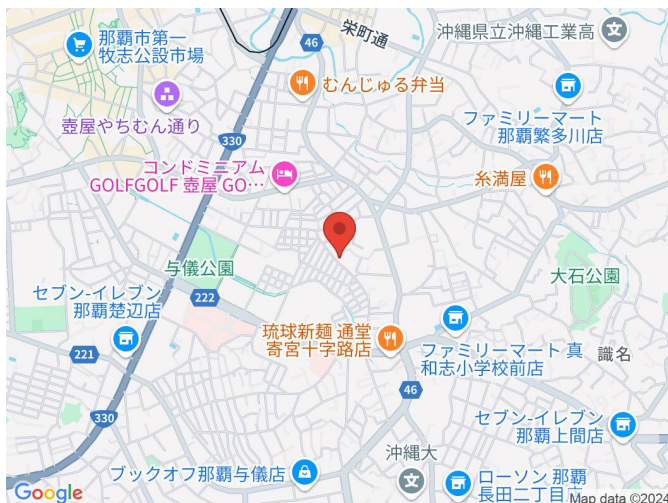 46
栄町通
沖縄県立沖縄工業高
那覇市第一
牧志公設市場
むんじゅる弁当
壺屋やちむん通り
ファミリーマート
那覇繁多川店
330
コンドミニアム
GOLFGOLF 壺屋 GO…
糸満屋
与儀公園
大石公園
222
セブン-イレブン
那覇楚辺店
琉球新麺 通堂
寄宮十字路店
ファミリーマート 真
和志小学校前店
識名
221
46
330
セブン-イレブン
那覇上間店
沖縄大
ブックオフ那覇与儀店
ローソン 那覇
長田二丁目店
Google
Map data ©2024